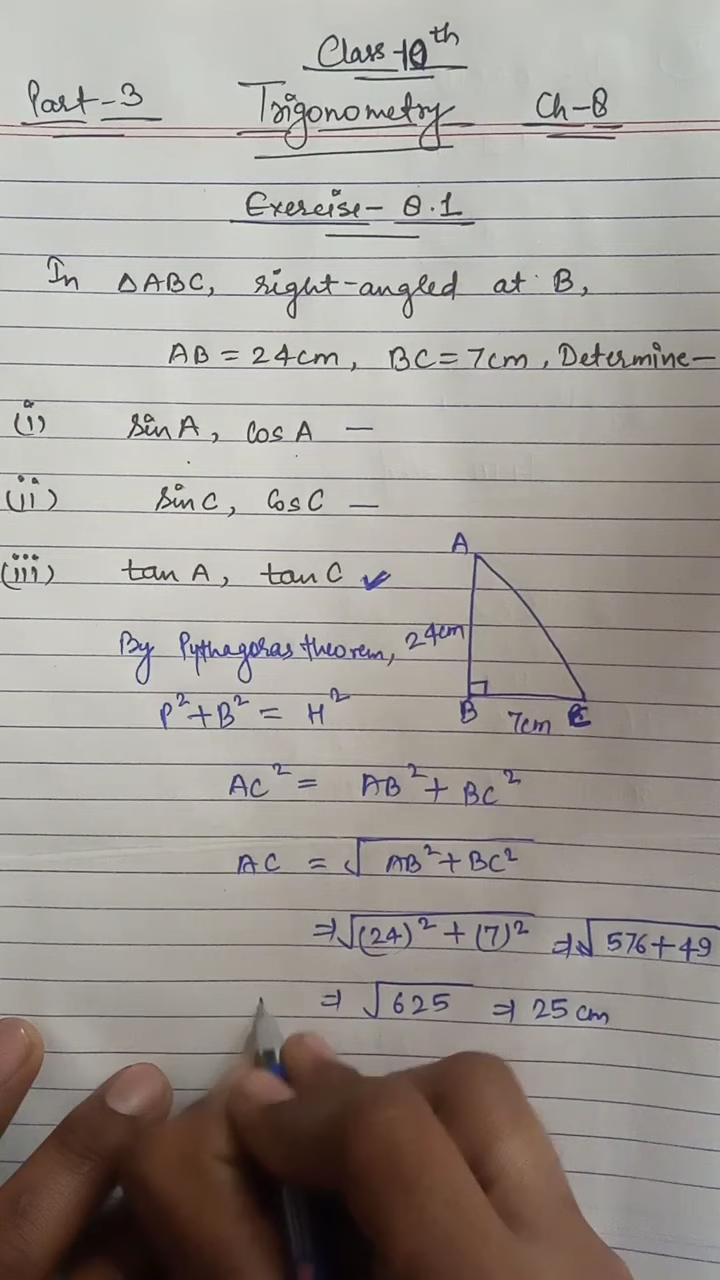 Class 10th
Part-3 Trigonometry Ch-8
Exercise- 8.1
In ΔABC, right-angled at B,
AB = 24cm, BC = 7cm, Determine—
(i) sin A, cos A —
(ii) sin C, cos C —
(iii) tan A, tan C ✓
A
By Pythagoras theorem, 24cm
P²+B² = H²
B 7cm C
AC² = AB² + BC²
AC = √AB²+BC²
⇒ √(24)² + (7)² ⇒ √576+49
⇒ √625 ⇒ 25 cm